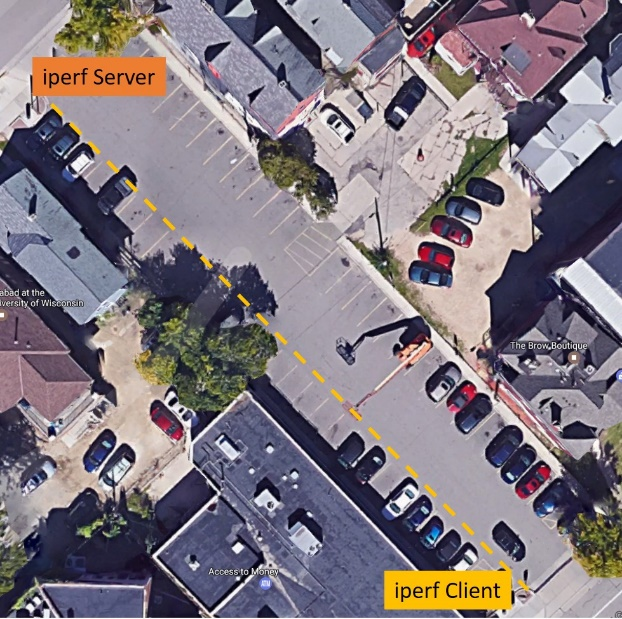 iperf Server
abad at the
iversity of Wisconsin
The Brow Boutique
Access to Money
iperf Client